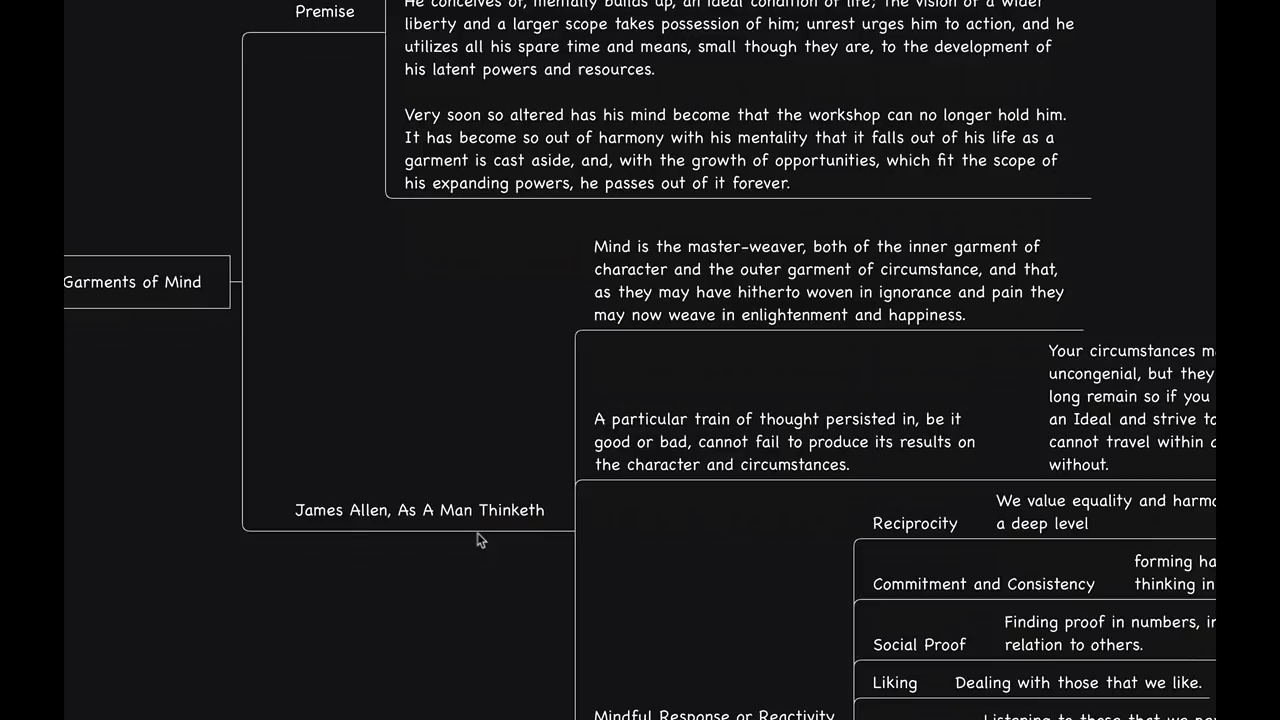 Premise
He conceives of, mentally builds up, an ideal condition of life; the vision of a wider
liberty and a larger scope takes possession of him; unrest urges him to action, and he
utilizes all his spare time and means, small though they are, to the development of
his latent powers and resources.
Very soon so altered has his mind become that the workshop can no longer hold him.
It has become so out of harmony with his mentality that it falls out of his life as a
garment is cast aside, and, with the growth of opportunities, which fit the scope of
his expanding powers, he passes out of it forever.
Garments of Mind
Mind is the master-weaver, both of the inner garment of
character and the outer garment of circumstance, and that,
as they may have hitherto woven in ignorance and pain they
may now weave in enlightenment and happiness.
A particular train of thought persisted in, be it
good or bad, cannot fail to produce its results on
the character and circumstances.
Your circumstances
uncongenial, but they
long remain so if you
an Ideal and strive to
cannot travel within
without.
James Allen, As A Man Thinketh
Reciprocity
We value equality and
a deep level
Commitment and Consistency
forming
thinking in
Social Proof
Finding proof in numbers,
relation to others.
Liking
Dealing with those that we like.
Mindful Response or Reactivity
Listening to those that we